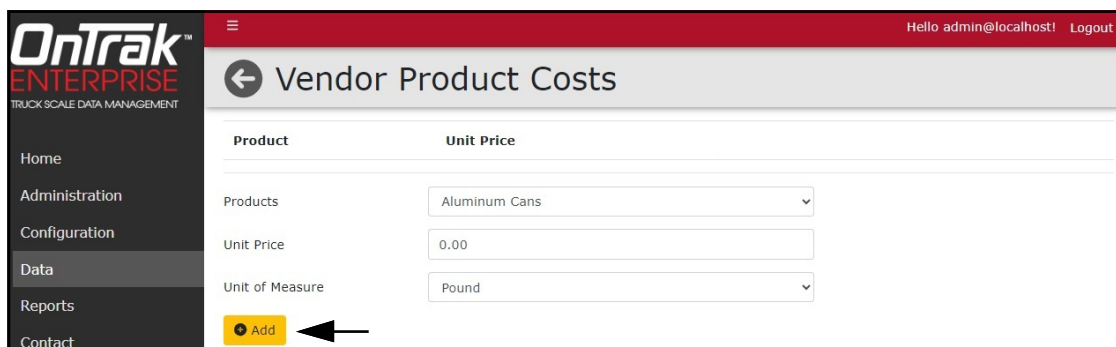 OnTrak™
ENTERPRISE
TRUCK SCALE DATA MANAGEMENT
Home
Administration
Configuration
Data
Reports
Contact
Hello admin@localhost! Logout
Vendor Product Costs
Product Unit Price
Products Aluminum Cans
Unit Price 0.00
Unit of Measure Pound
Add